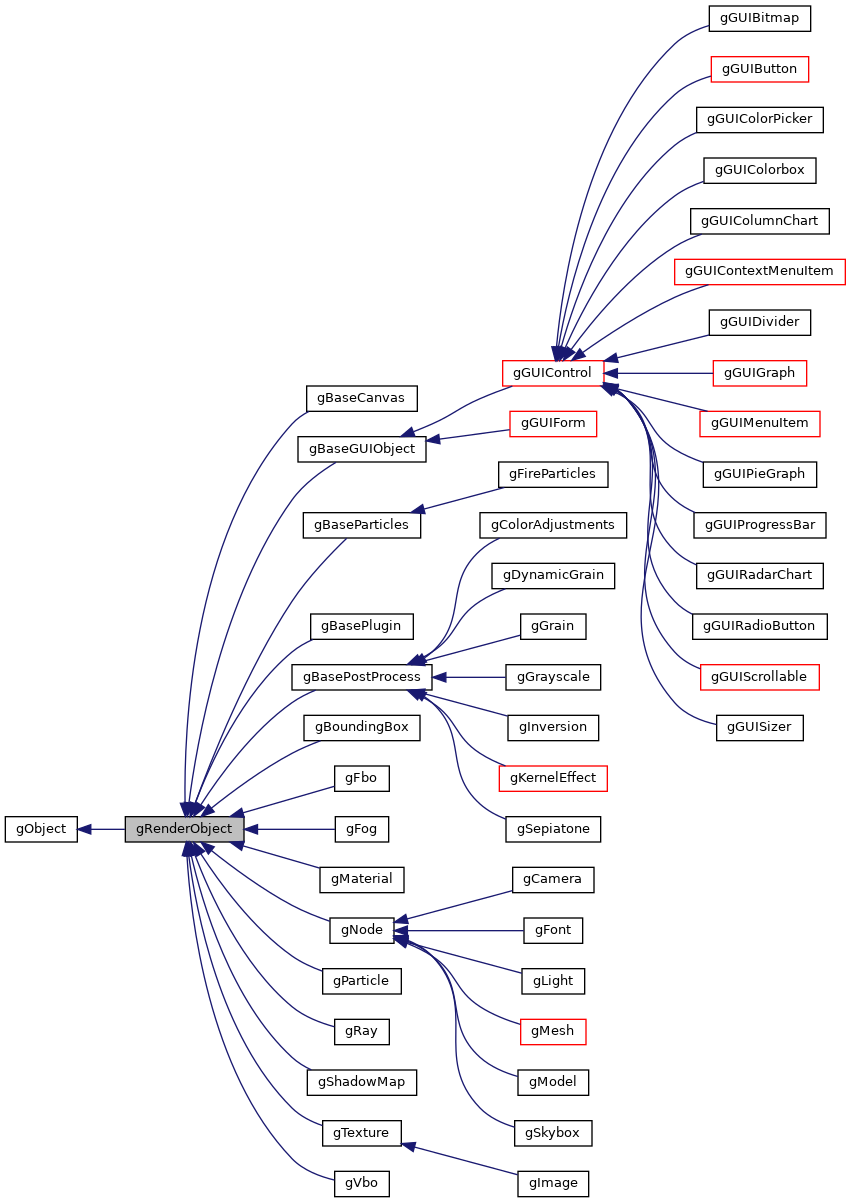 gGUIBitmap
gGUIButton
gGUIColorPicker
gGUIColorbox
gGUIColumnChart
gGUIContextMenuItem
gGUIDivider
gGUIControl
gGUIGraph
gBaseCanvas
gGUIForm
gGUIMenuItem
gBaseGUIObject
gFireParticles
gGUIPieGraph
gBaseParticles
gColorAdjustments
gGUIProgressBar
gDynamicGrain
gGUIRadarChart
gBasePlugin
gGrain
gGUIRadioButton
gBasePostProcess
gGrayscale
gGUIScrollable
gBoundingBox
gInversion
gGUISizer
gFbo
gKernelEffect
gObject
gRenderObject
gFog
gSepiatone
gMaterial
gCamera
gNode
gFont
gParticle
gLight
gRay
gMesh
gShadowMap
gModel
gTexture
gSkybox
gVbo
gImage